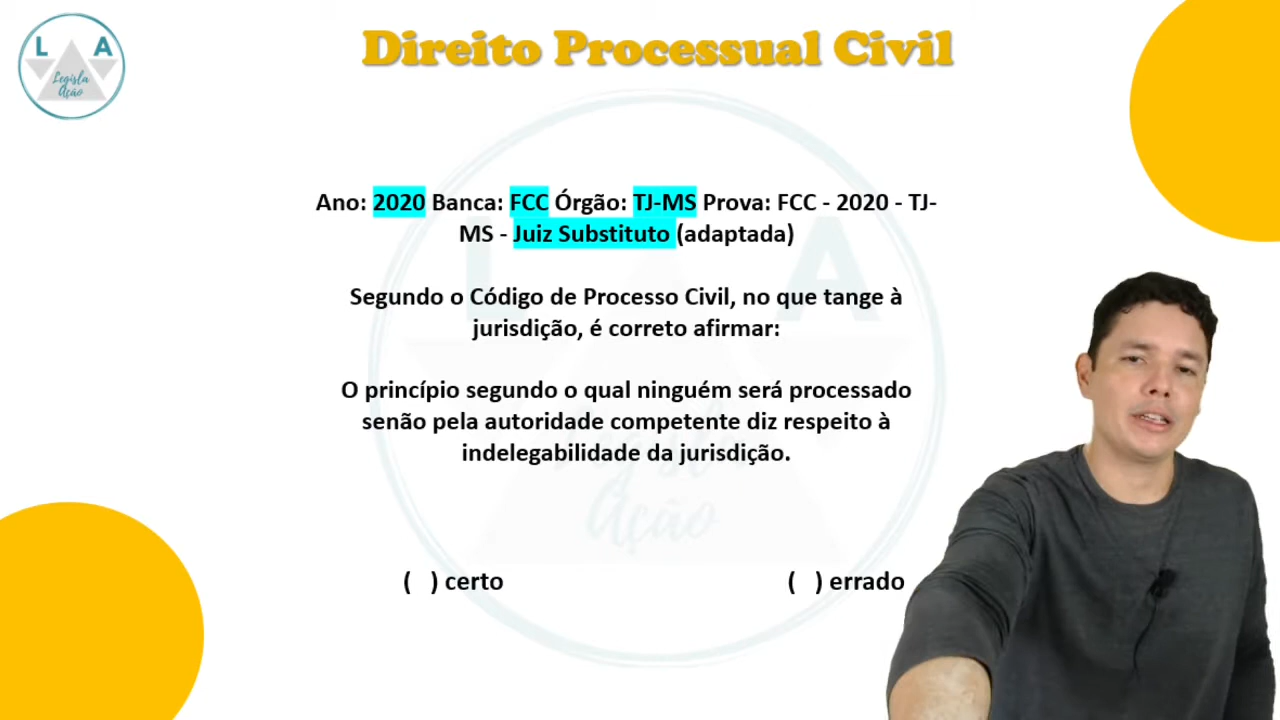 Direito Processual Civil
L A
Legisla
Ação
Ano: 2020 Banca: FCC Órgão: TJ-MS Prova: FCC - 2020 - TJ-
MS - Juiz Substituto (adaptada)
Segundo o Código de Processo Civil, no que tange à
jurisdição, é correto afirmar:
O princípio segundo o qual ninguém será processado
senão pela autoridade competente diz respeito à
indelegabilidade da jurisdição.
L A
Legisla
Ação
( ) certo ( ) errado